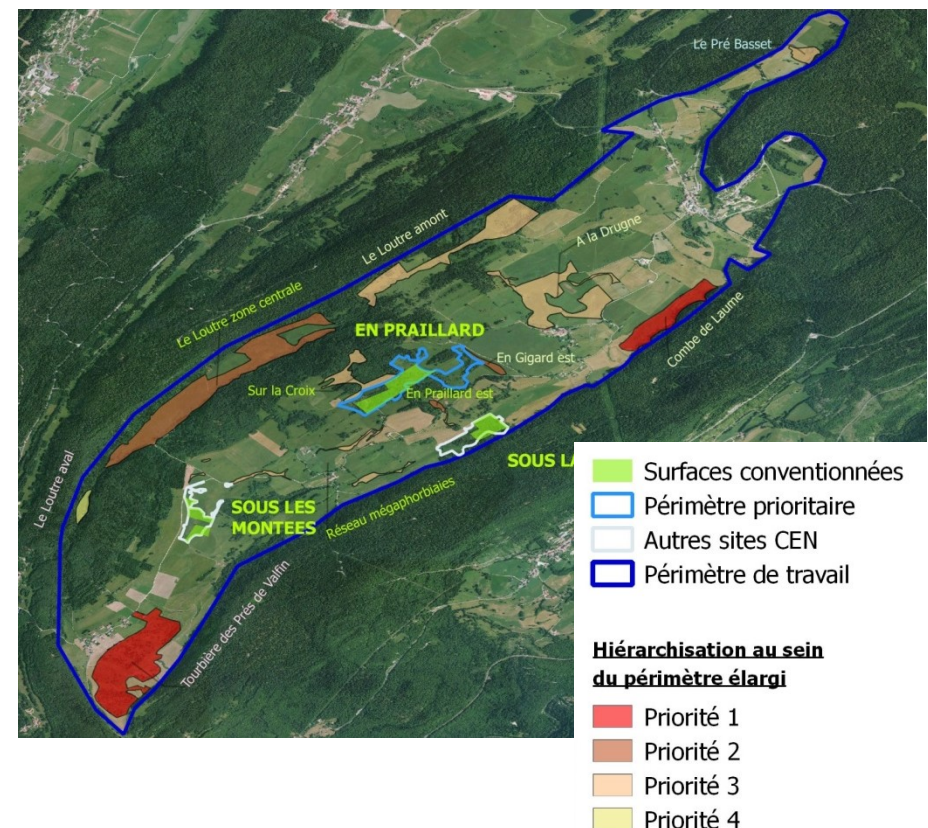 Le Pré Basset
Le Loutre amont
A la Drugne
Le Loutre zone centrale
EN PRAILLARD
En Gigard est
Combe de Laume
Sur la Croix
En Praillard est
SOUS LA
Le Loutre aval
SOUS LES
MONTEES
Réseau mégaphorbiaies
Tourbière des Prés de Valfin
Surfaces conventionnées
Périmètre prioritaire
Autres sites CEN
Périmètre de travail
Hiérarchisation au sein
du périmètre élargi
Priorité 1
Priorité 2
Priorité 3
Priorité 4